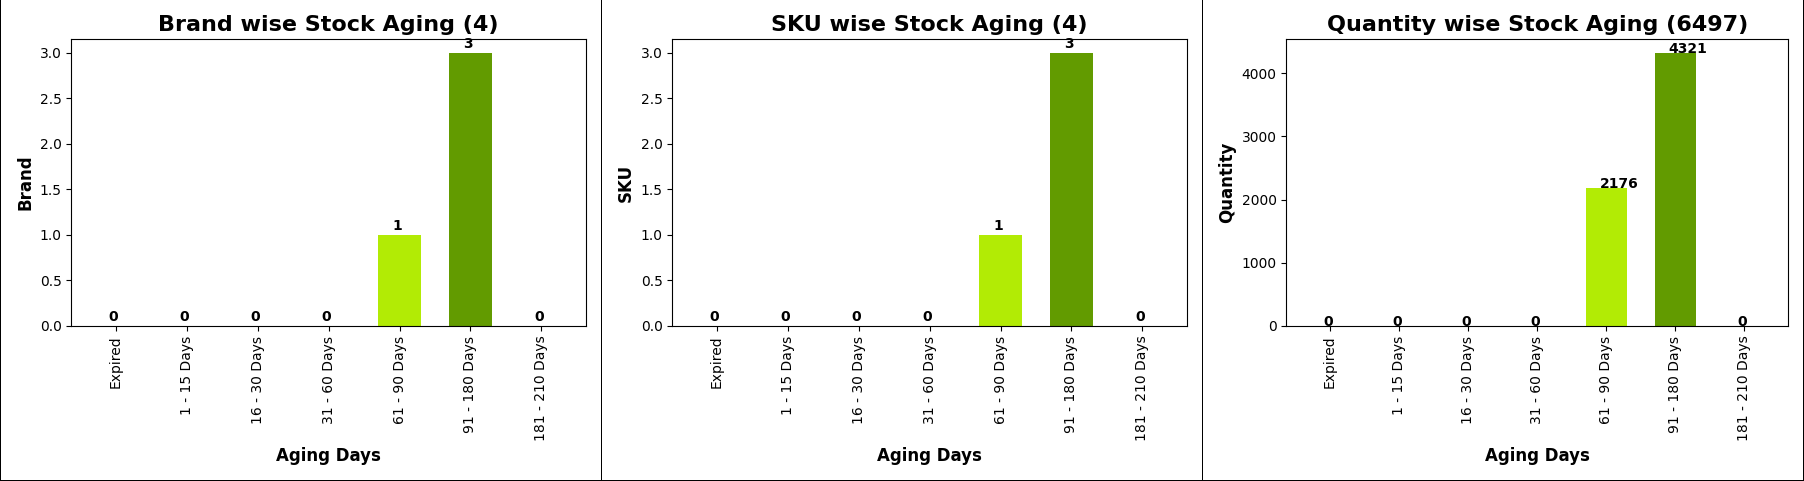 Brand wise Stock Aging (4)
Brand
3.0
2.5
2.0
1.5
1.0
0.5
0.0
0
0
0
0
1
3
0
Expired
1 - 15 Days
16 - 30 Days
31 - 60 Days
61 - 90 Days
91 - 180 Days
181 - 210 Days
Aging Days
SKU wise Stock Aging (4)
SKU
3.0
2.5
2.0
1.5
1.0
0.5
0.0
0
0
0
0
1
3
0
Expired
1 - 15 Days
16 - 30 Days
31 - 60 Days
61 - 90 Days
91 - 180 Days
181 - 210 Days
Aging Days
Quantity wise Stock Aging (6497)
Quantity
4000
3000
2000
1000
0
0
0
0
0
2176
4321
0
Expired
1 - 15 Days
16 - 30 Days
31 - 60 Days
61 - 90 Days
91 - 180 Days
181 - 210 Days
Aging Days